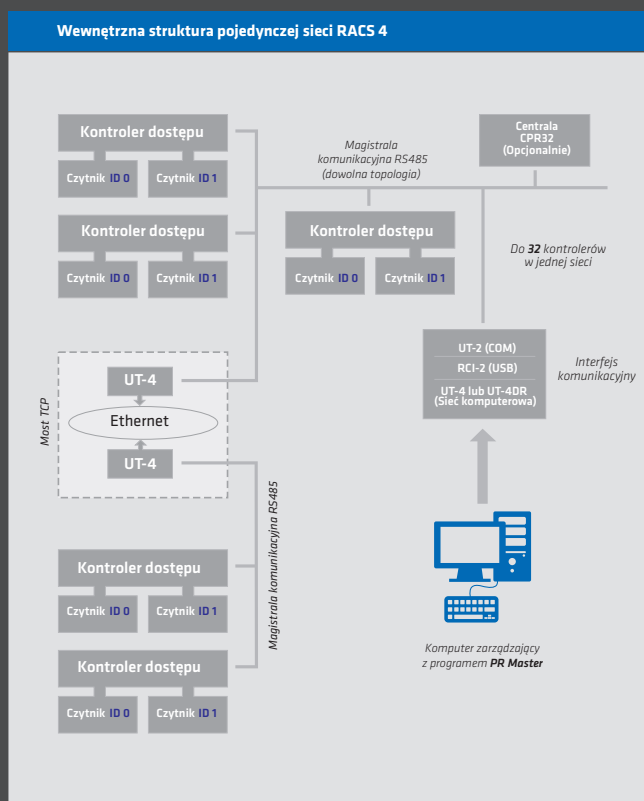 Wewnętrzna struktura pojedynczej sieci RACS 4
Kontroler dostępu
Czytnik ID 0
Czytnik ID 1
Magistrala
komunikacyjna RS485
(dowolna topologia)
Centrala
CPR32
(Opcjonalnie)
Kontroler dostępu
Czytnik ID 0
Czytnik ID 1
Kontroler dostępu
Czytnik ID 0
Czytnik ID 1
Do 32 kontrolerów
w jednej sieci
Most TCP
UT-4
Ethernet
UT-4
UT-2 (COM)
RCI-2 (USB)
UT-4 lub UT-4DR
(Sieć komputerowa)
Interfejs
komunikacyjny
Magistrala komunikacyjna RS485
Kontroler dostępu
Czytnik ID 0
Czytnik ID 1
Kontroler dostępu
Czytnik ID 0
Czytnik ID 1
Komputer zarządzający
z programem PR Master